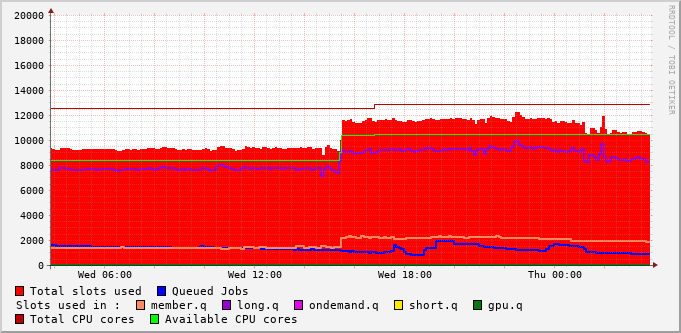 20000
18000
16000
14000
12000
10000
8000
6000
4000
2000
0
Wed 06:00 Wed 12:00 Wed 18:00 Thu 00:00
Total slots used Queued Jobs
Slots used in : member.q long.q ondemand.q short.q gpu.q
Total CPU cores Available CPU cores
RRDTOOL / TOBI OETIKER